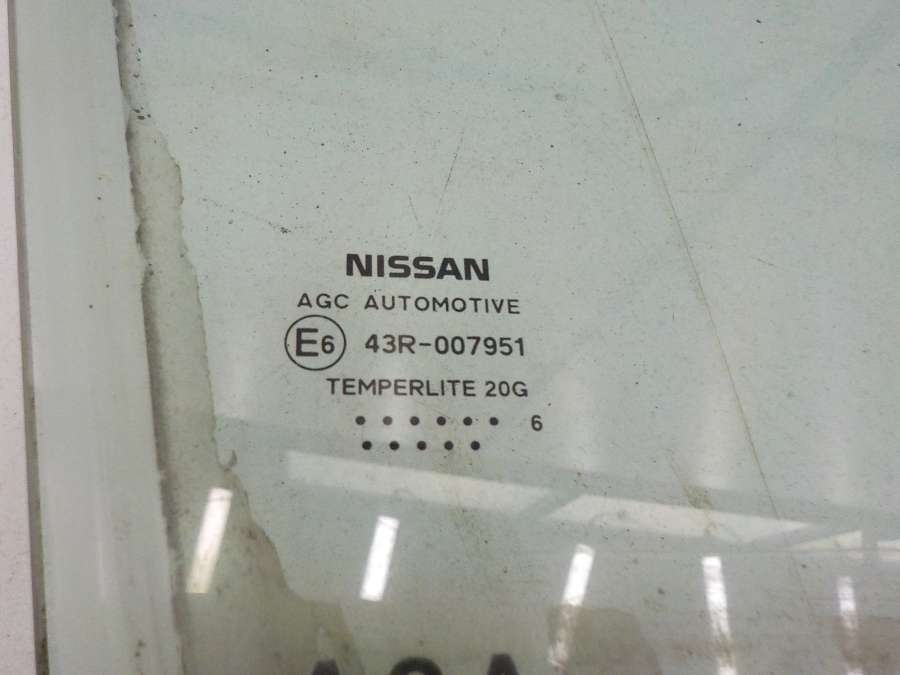 NISSAN
AGC AUTOMOTIVE
E6 43R-007951
TEMPERLITE 20G
• • • • • • 6
• • • • •